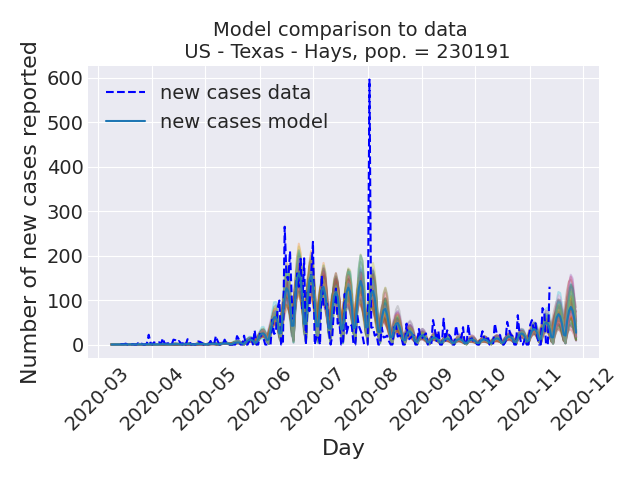 Model comparison to data
US - Texas - Hays, pop. = 230191
Number of new cases reported
600
500
400
300
200
100
0
new cases data
new cases model
2020-03
2020-04
2020-05
2020-06
2020-07
2020-08
2020-09
2020-10
2020-11
2020-12
Day